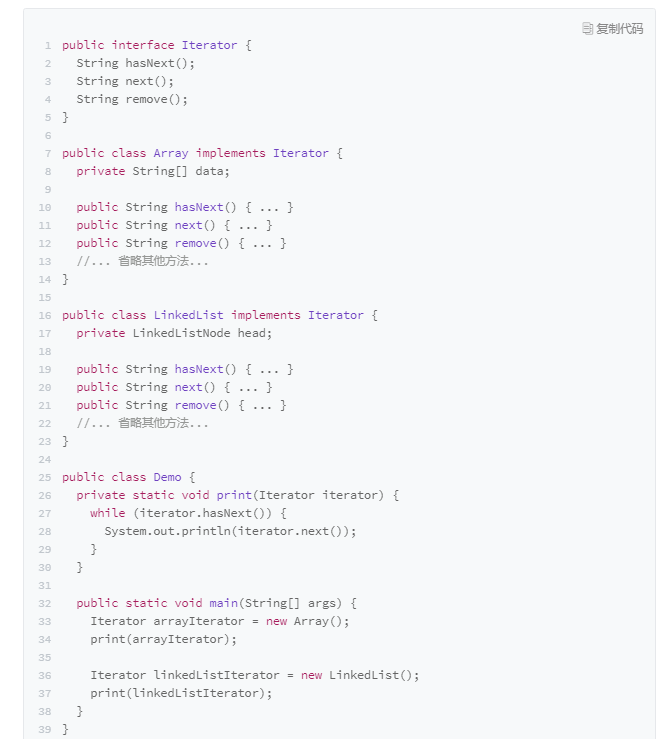 复制代码
1 public interface Iterator {
2   String hasNext();
3   String next();
4   String remove();
5 }
6
7 public class Array implements Iterator {
8   private String[] data;
9
10   public String hasNext() { ... }
11   public String next() { ... }
12   public String remove() { ... }
13   //... 省略其他方法...
14 }
15
16 public class LinkedList implements Iterator {
17   private LinkedListNode head;
18
19   public String hasNext() { ... }
20   public String next() { ... }
21   public String remove() { ... }
22   //... 省略其他方法...
23 }
24
25 public class Demo {
26   private static void print(Iterator iterator) {
27     while (iterator.hasNext()) {
28       System.out.println(iterator.next());
29     }
30   }
31
32   public static void main(String[] args) {
33     Iterator arrayIterator = new Array();
34     print(arrayIterator);
35
36     Iterator linkedListIterator = new LinkedList();
37     print(linkedListIterator);
38   }
39 }